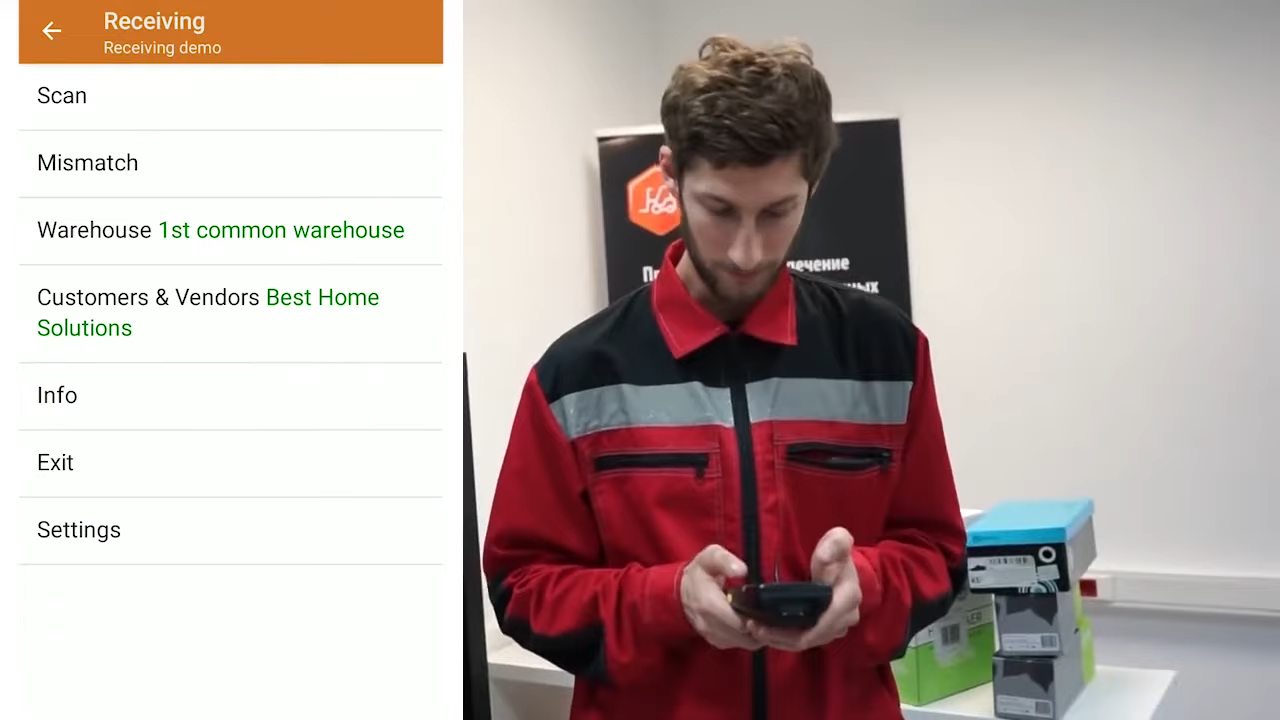 Receiving
Receiving demo
Scan
Mismatch
Warehouse 1st common warehouse
Customers & Vendors Best Home
Solutions
Info
Exit
Settings